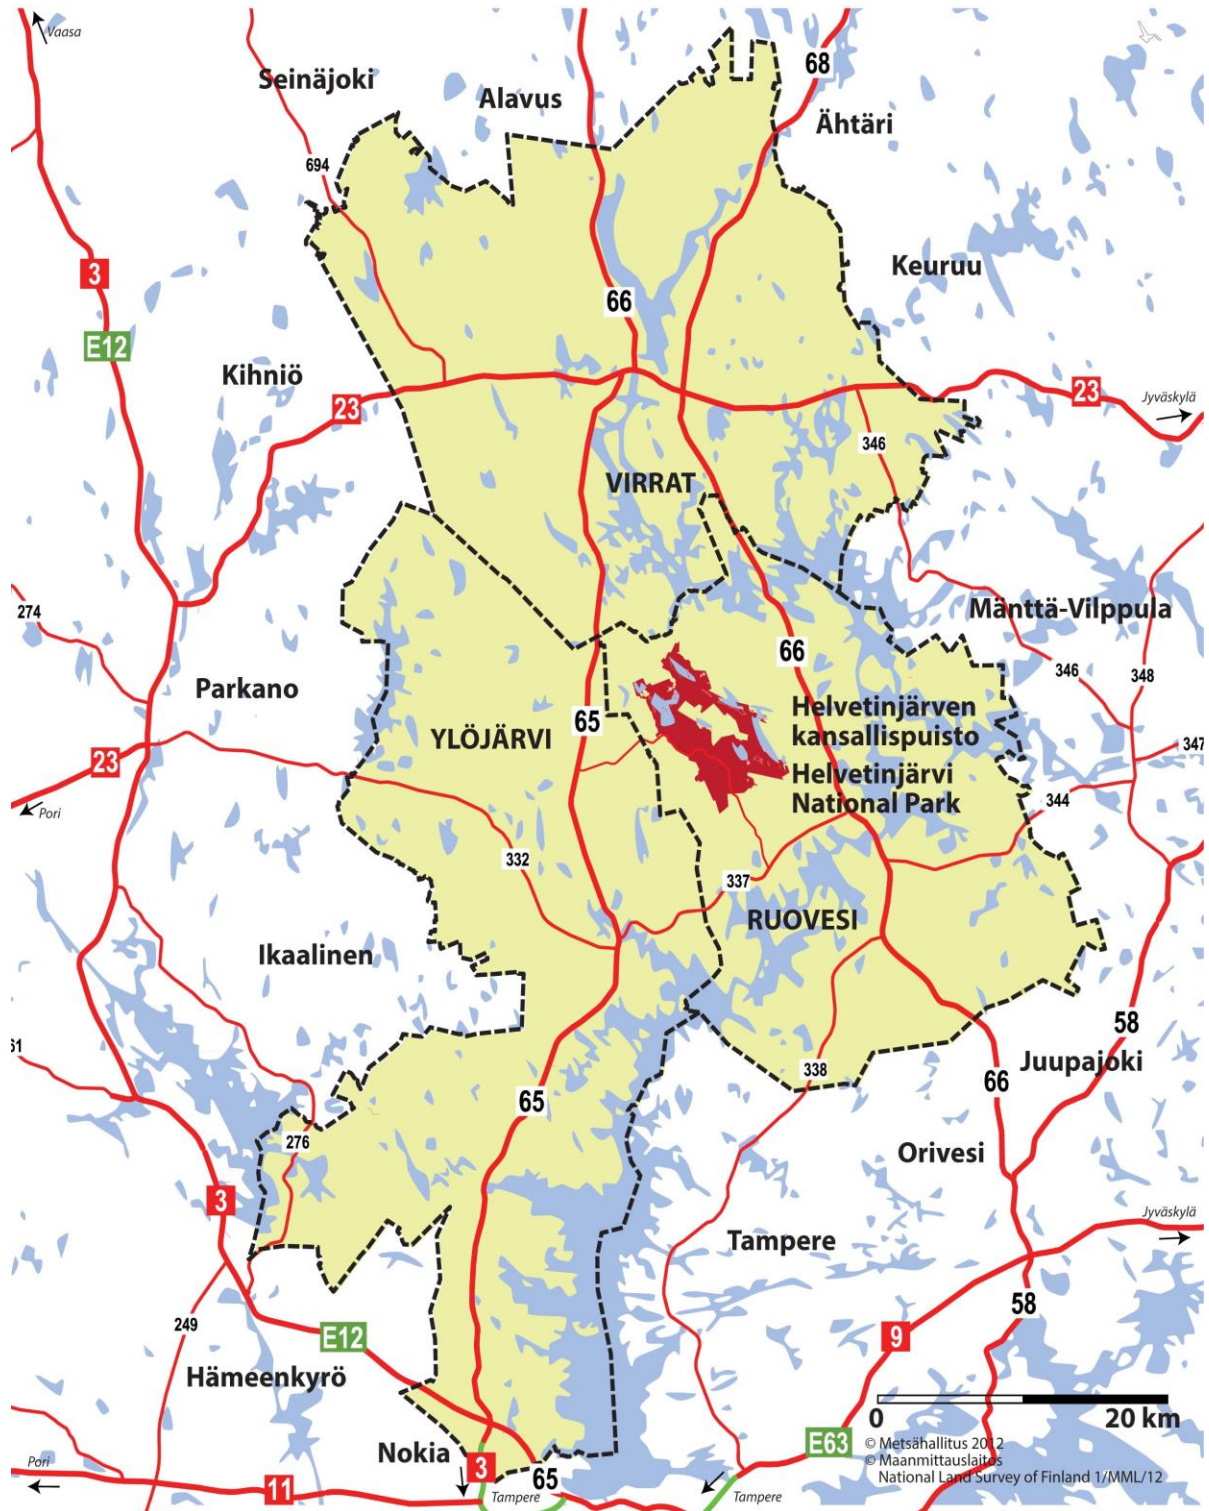 Vaasa
Seinäjoki
Alavus
68
Ähtäri
694
3
Keuruu
66
E12
Kihniö
23
23
Jyväskylä
346
VIRRAT
274
Mänttä-Vilppula
66
346
348
Parkano
65
YLÖJÄRVI
Helvetinjärven
kansallispuisto
347
23
Helvetinjärvi
National Park
Pori
344
332
337
RUOVESI
Ikaalinen
58
61
Juupajoki
338
66
65
276
Orivesi
3
Jyväskylä
Tampere
58
249
E12
9
Hämeenkyrö
0
20 km
Nokia
E63
© Metsähallitus 2012
© Maanmittauslaitos
National Land Survey of Finland 1/MML/12
Pori
3
65
11
Tampere
Tampere